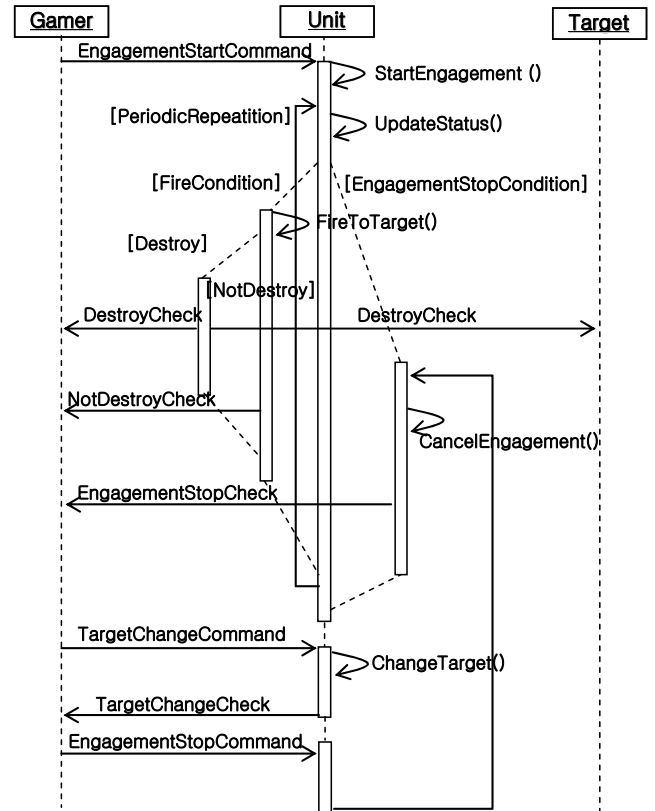 Gamer
Unit
Target
EngagementStartCommand
StartEngagement ()
[PeriodicRepeatition]
UpdateStatus()
[FireCondition]
[EngagementStopCondition]
FireToTarget()
[Destroy]
[NotDestroy]
DestroyCheck
DestroyCheck
NotDestroyCheck
CancelEngagement()
EngagementStopCheck
TargetChangeCommand
ChangeTarget()
TargetChangeCheck
EngagementStopCommand